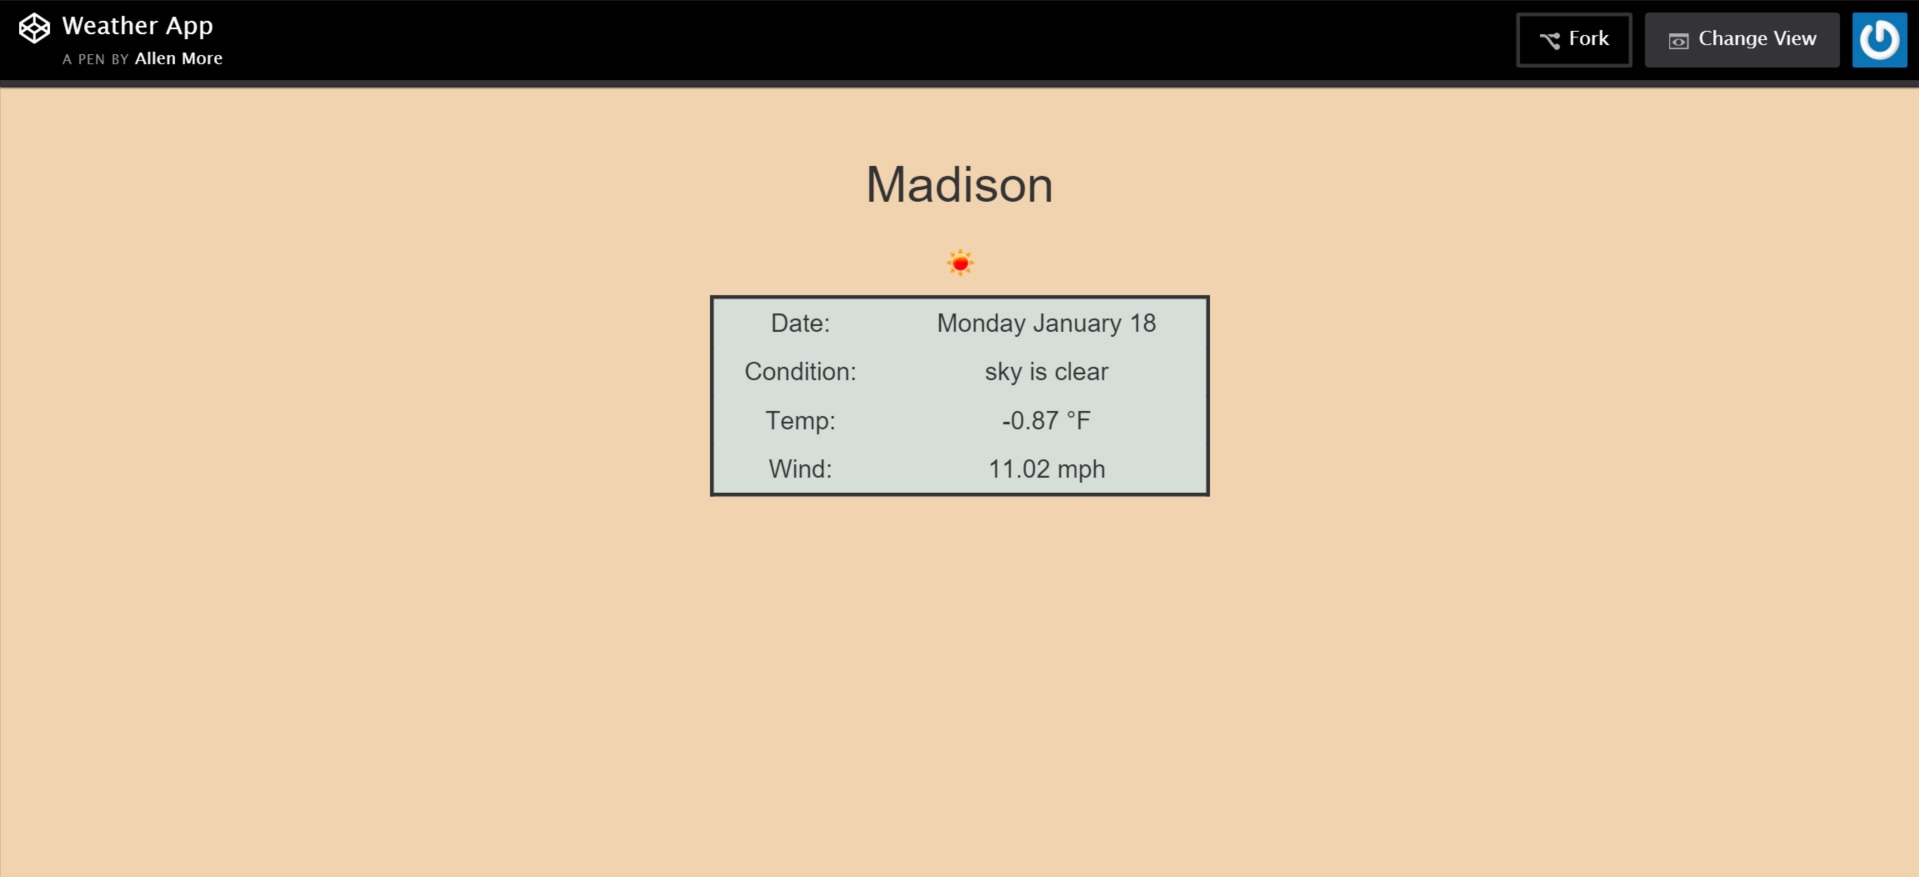 Weather App
A PEN BY Allen More
Fork
Change View
Madison
Date: Monday January 18
Condition: sky is clear
Temp: -0.87 °F
Wind: 11.02 mph